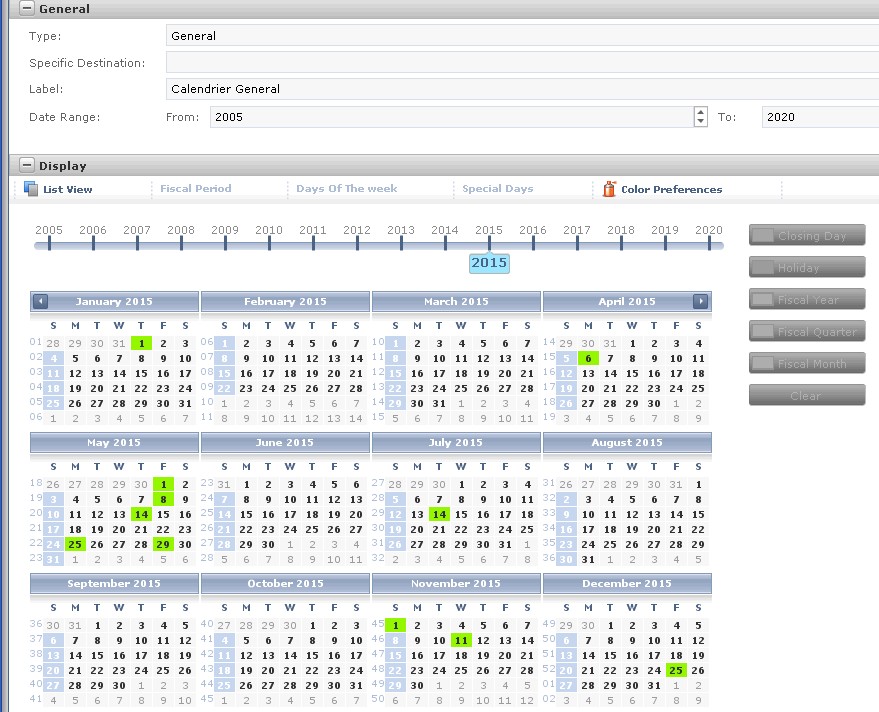 General
Type: General
Specific Destination:
Label: Calendrier General
Date Range: From: 2005 To: 2020
Display
List View Fiscal Period Days Of The week Special Days Color Preferences
2005 2006 2007 2008 2009 2010 2011 2012 2013 2014 2015 2016 2017 2018 2019 2020
2015
Closing Day
Holiday
Fiscal Year
Fiscal Quarter
Fiscal Month
Clear
January 2015 February 2015 March 2015 April 2015
S M T W T F S S M T W T F S S M T W T F S S M T W T F S
01 28 29 30 31 1 2 3 06 1 2 3 4 5 6 7 10 1 2 3 4 5 6 7 14 29 30 31 1 2 3 4
02 4 5 6 7 8 9 10 07 8 9 10 11 12 13 14 11 8 9 10 11 12 13 14 15 5 6 7 8 9 10 11
03 11 12 13 14 15 16 17 08 15 16 17 18 19 20 21 12 15 16 17 18 19 20 21 16 12 13 14 15 16 17 18
04 18 19 20 21 22 23 24 09 22 23 24 25 26 27 28 13 22 23 24 25 26 27 28 17 19 20 21 22 23 24 25
05 25 26 27 28 29 30 31 10 1 2 3 4 5 6 7 14 29 30 31 1 2 3 4 18 26 27 28 29 30 1 2
06 1 2 3 4 5 6 7 11 8 9 10 11 12 13 14 15 5 6 7 8 9 10 11 19 3 4 5 6 7 8 9
May 2015 June 2015 July 2015 August 2015
S M T W T F S S M T W T F S S M T W T F S S M T W T F S
18 26 27 28 29 30 1 2 23 31 1 2 3 4 5 6 27 28 29 30 1 2 3 4 31 26 27 28 29 30 31 1
19 3 4 5 6 7 8 9 24 7 8 9 10 11 12 13 28 5 6 7 8 9 10 11 32 2 3 4 5 6 7 8
20 10 11 12 13 14 15 16 25 14 15 16 17 18 19 20 29 12 13 14 15 16 17 18 33 9 10 11 12 13 14 15
21 17 18 19 20 21 22 23 26 21 22 23 24 25 26 27 30 19 20 21 22 23 24 25 34 16 17 18 19 20 21 22
22 24 25 26 27 28 29 30 27 28 29 30 1 2 3 4 31 26 27 28 29 30 31 1 35 23 24 25 26 27 28 29
23 31 1 2 3 4 5 6 28 5 6 7 8 9 10 11 32 2 3 4 5 6 7 8 36 30 31 1 2 3 4 5
September 2015 October 2015 November 2015 December 2015
S M T W T F S S M T W T F S S M T W T F S S M T W T F S
36 30 31 1 2 3 4 5 40 27 28 29 30 1 2 3 45 1 2 3 4 5 6 7 49 29 30 1 2 3 4 5
37 6 7 8 9 10 11 12 41 4 5 6 7 8 9 10 46 8 9 10 11 12 13 14 50 6 7 8 9 10 11 12
38 13 14 15 16 17 18 19 42 11 12 13 14 15 16 17 47 15 16 17 18 19 20 21 51 13 14 15 16 17 18 19
39 20 21 22 23 24 25 26 43 18 19 20 21 22 23 24 48 22 23 24 25 26 27 28 52 20 21 22 23 24 25 26
40 27 28 29 30 1 2 3 44 25 26 27 28 29 30 31 49 29 30 1 2 3 4 5 01 27 28 29 30 31 1 2
41 4 5 6 7 8 9 10 45 1 2 3 4 5 6 7 50 6 7 8 9 10 11 12 02 3 4 5 6 7 8 9